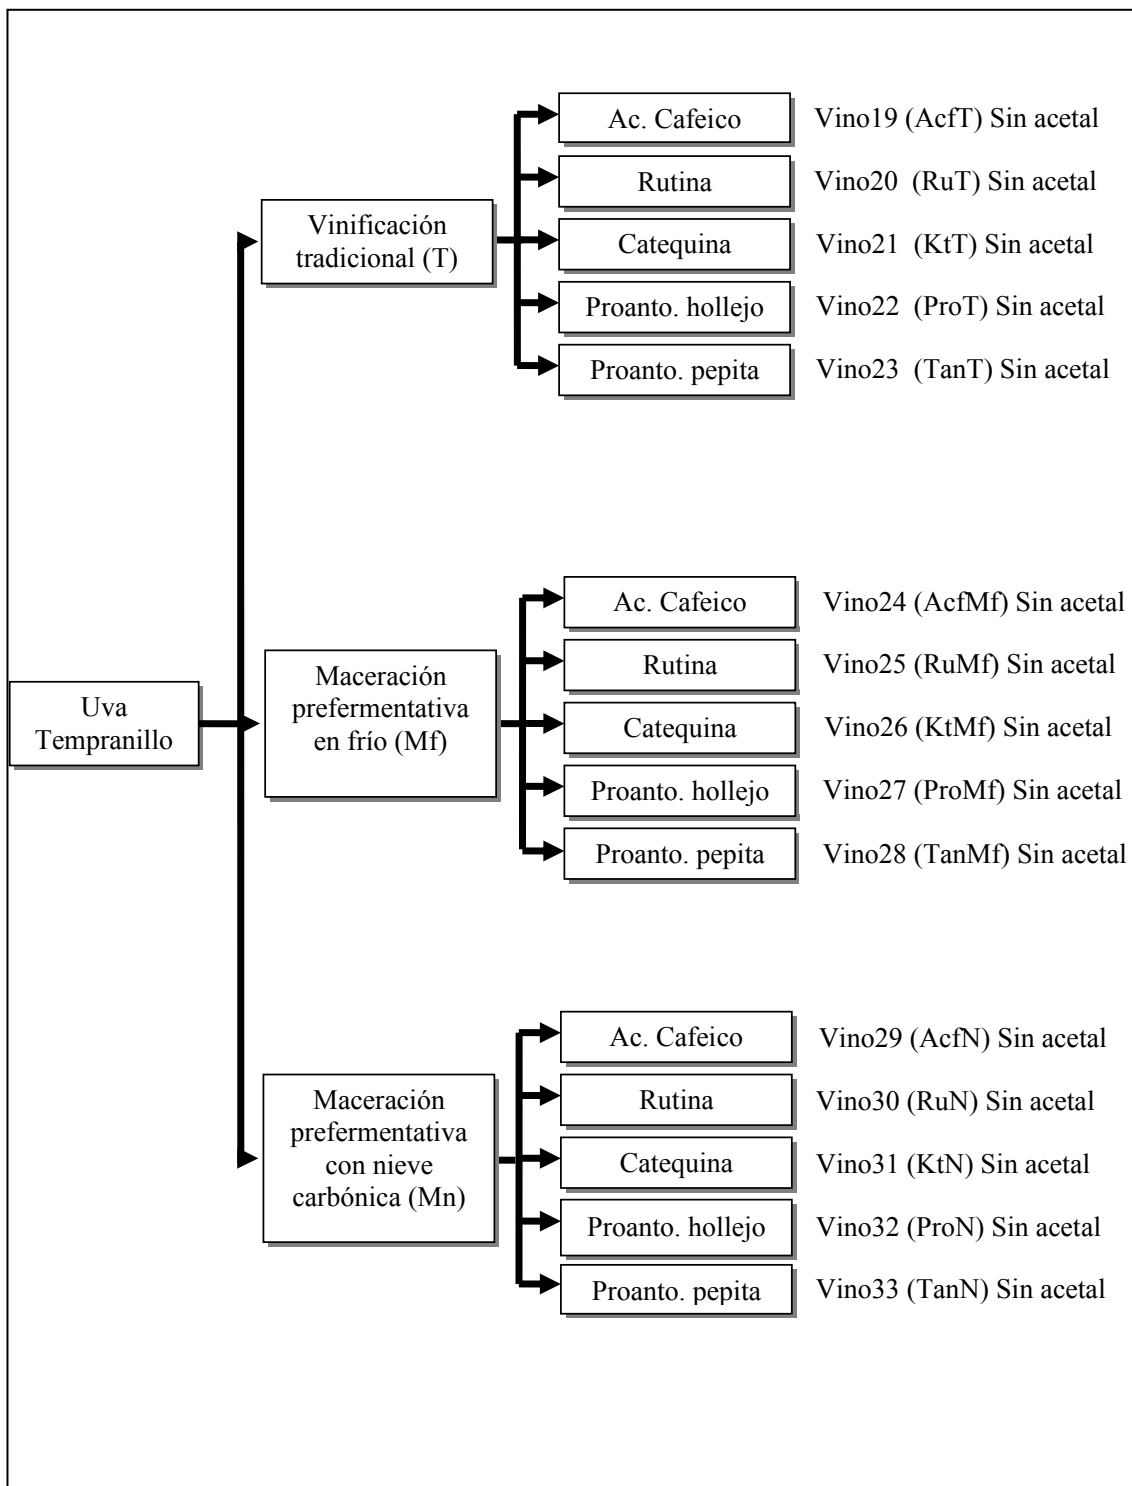 Uva
Tempranillo
Vinificación
tradicional (T)
Ac. Cafeico
Vino19 (AcfT) Sin acetal
Rutina
Vino20 (RuT) Sin acetal
Catequina
Vino21 (KtT) Sin acetal
Proanto. hollejo
Vino22 (ProT) Sin acetal
Proanto. pepita
Vino23 (TanT) Sin acetal
Maceración
prefermentativa
en frío (Mf)
Ac. Cafeico
Vino24 (AcfMf) Sin acetal
Rutina
Vino25 (RuMf) Sin acetal
Catequina
Vino26 (KtMf) Sin acetal
Proanto. hollejo
Vino27 (ProMf) Sin acetal
Proanto. pepita
Vino28 (TanMf) Sin acetal
Maceración
prefermentativa
con nieve
carbónica (Mn)
Ac. Cafeico
Vino29 (AcfN) Sin acetal
Rutina
Vino30 (RuN) Sin acetal
Catequina
Vino31 (KtN) Sin acetal
Proanto. hollejo
Vino32 (ProN) Sin acetal
Proanto. pepita
Vino33 (TanN) Sin acetal